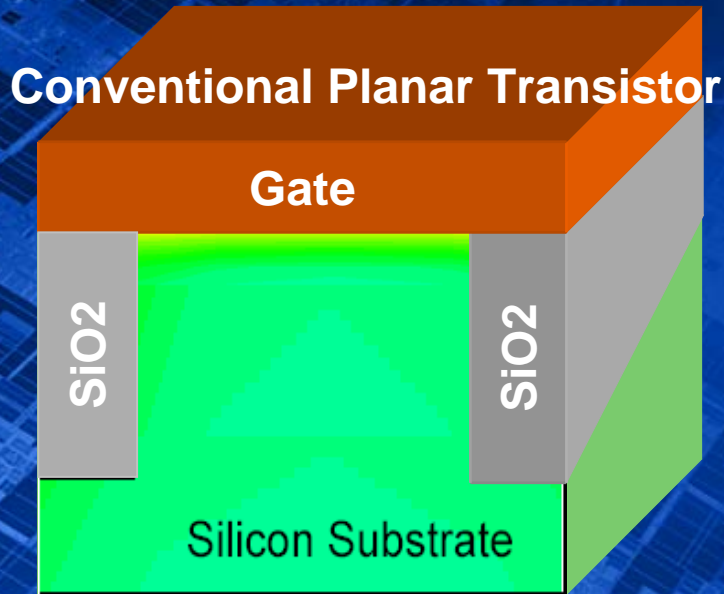 Conventional Planar Transistor
Gate
SiO2
SiO2
Silicon Substrate